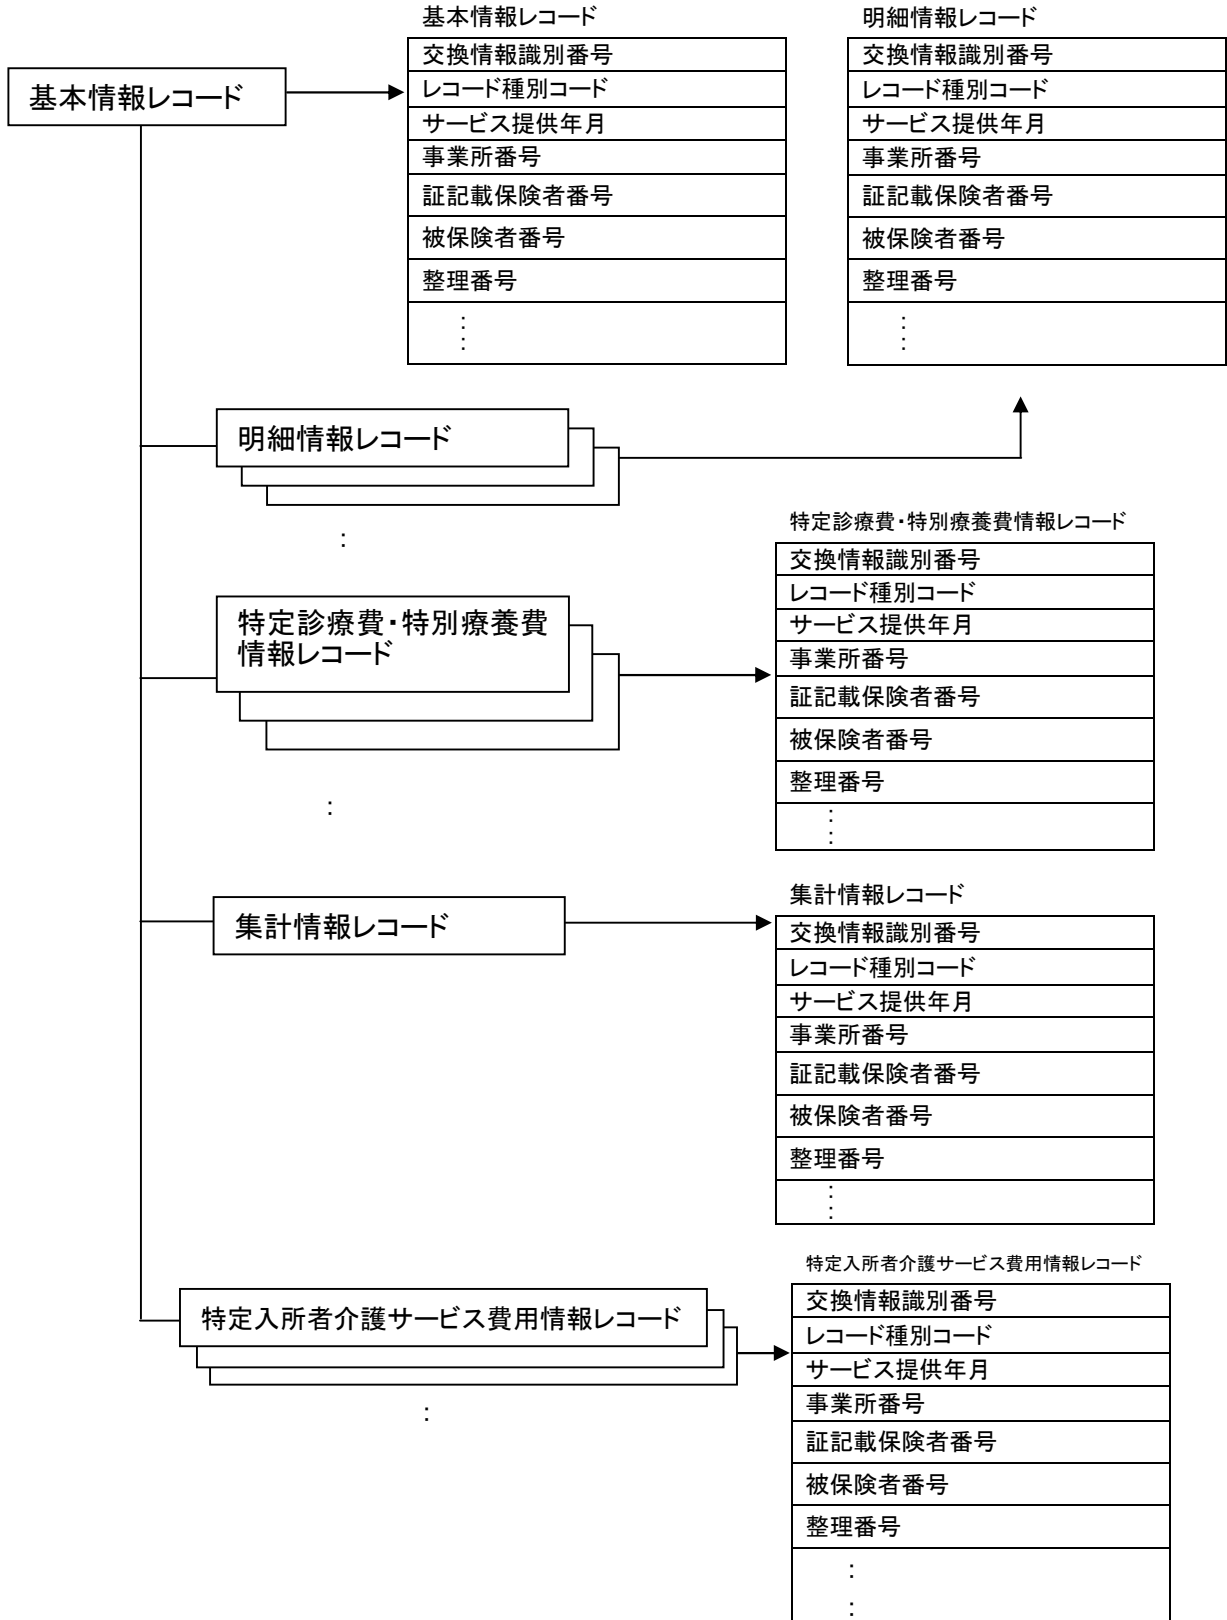 基本情報レコード
基本情報レコード
交換情報識別番号
レコード種別コード
サービス提供年月
事業所番号
証記載保険者番号
被保険者番号
整理番号
:
:
明細情報レコード
交換情報識別番号
レコード種別コード
サービス提供年月
事業所番号
証記載保険者番号
被保険者番号
整理番号
:
:
明細情報レコード
:
特定診療費・特別療養費
情報レコード
:
特定診療費・特別療養費情報レコード
交換情報識別番号
レコード種別コード
サービス提供年月
事業所番号
証記載保険者番号
被保険者番号
整理番号
:
:
集計情報レコード
集計情報レコード
交換情報識別番号
レコード種別コード
サービス提供年月
事業所番号
証記載保険者番号
被保険者番号
整理番号
:
:
特定入所者介護サービス費用情報レコード
:
特定入所者介護サービス費用情報レコード
交換情報識別番号
レコード種別コード
サービス提供年月
事業所番号
証記載保険者番号
被保険者番号
整理番号
:
: